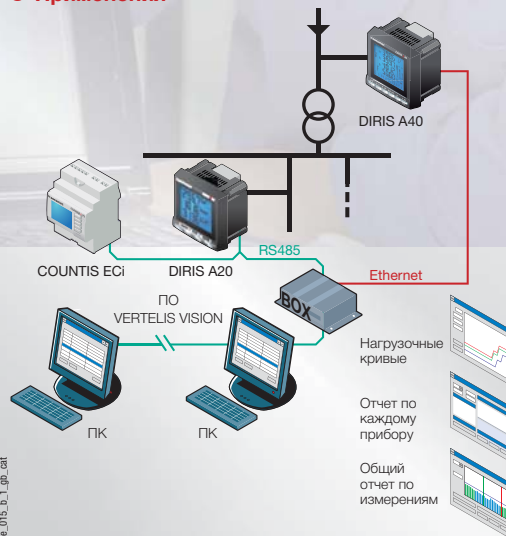 DIRIS A40
COUNTIS ECi
DIRIS A20
RS485
Ethernet
BOX
ПО
VERTELIS VISION
ПК
ПК
Нагрузочные
кривые
Отчет по
каждому
прибору
Общий
отчет по
измерениям